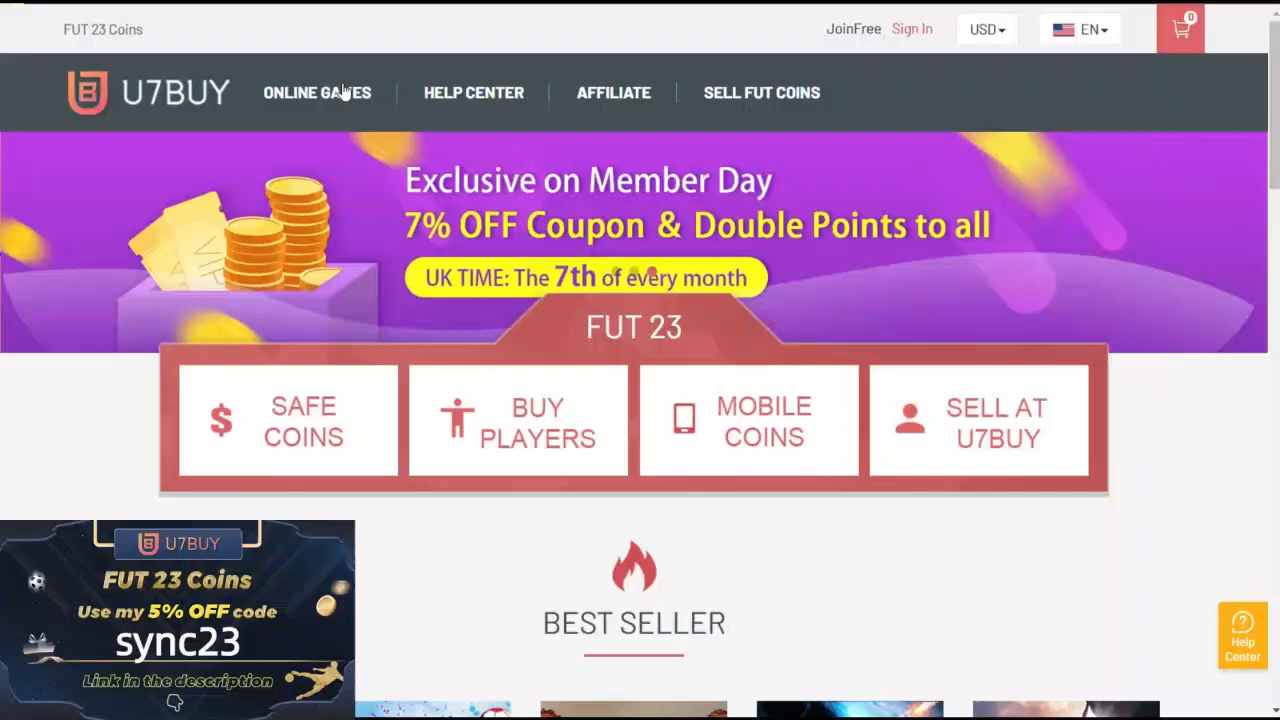 FUT 23 Coins
JoinFree Sign In USD EN 0
U7BUY ONLINE GAMES HELP CENTER AFFILIATE SELL FUT COINS
Exclusive on Member Day
7% OFF Coupon & Double Points to all
UK TIME: The 7th of every month
FUT 23
$ SAFE
COINS
BUY
PLAYERS
MOBILE
COINS
SELL AT
U7BUY
BEST SELLER
U7BUY
FUT 23 Coins
Use my 5% OFF code
sync23
Link in the description
Help
Center